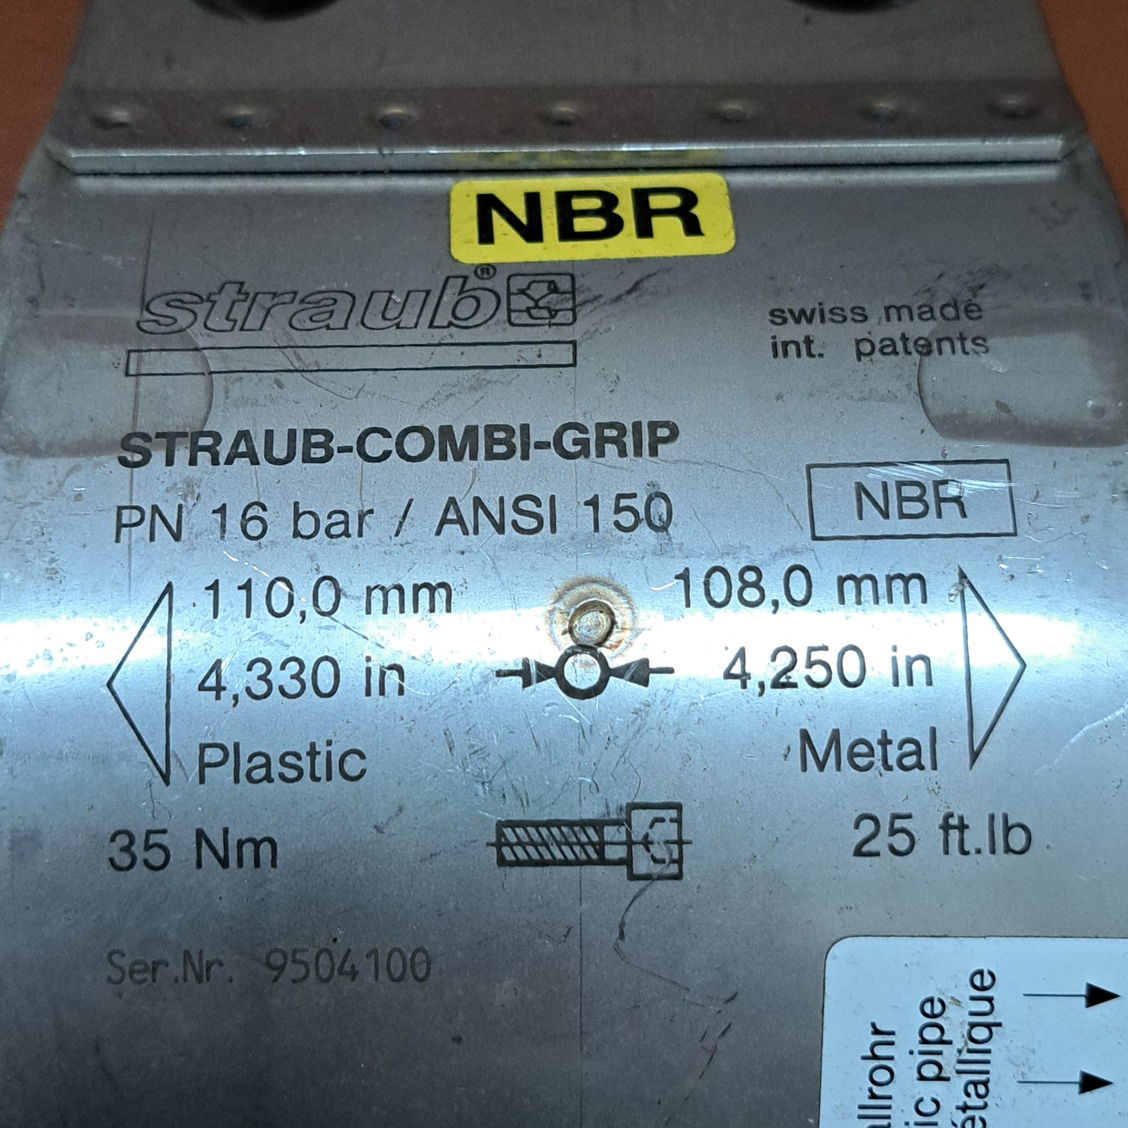 NBR
straub®
swiss made
int. patents
STRAUB-COMBI-GRIP
PN 16 bar / ANSI 150
NBR
110,0 mm
108,0 mm
4,330 in
4,250 in
Plastic
Metal
35 Nm
25 ft.lb
Ser.Nr. 9504100
allrohr
ic pipe
étallique